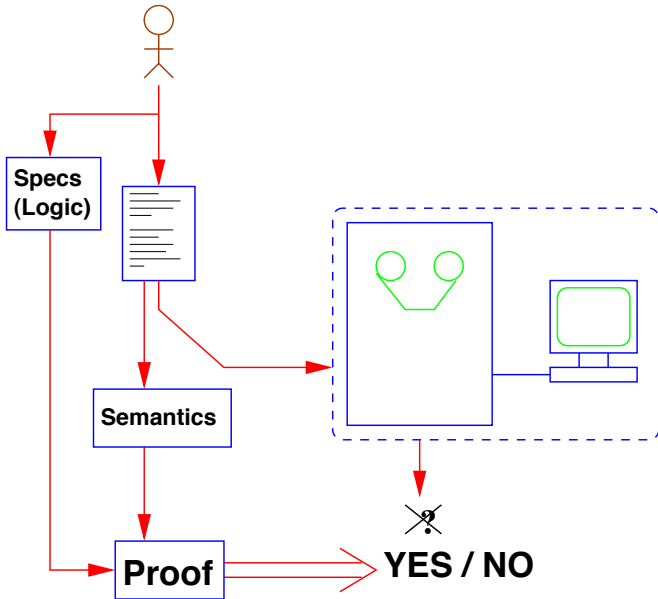 Specs
(Logic)
Semantics
?
YES / NO
Proof